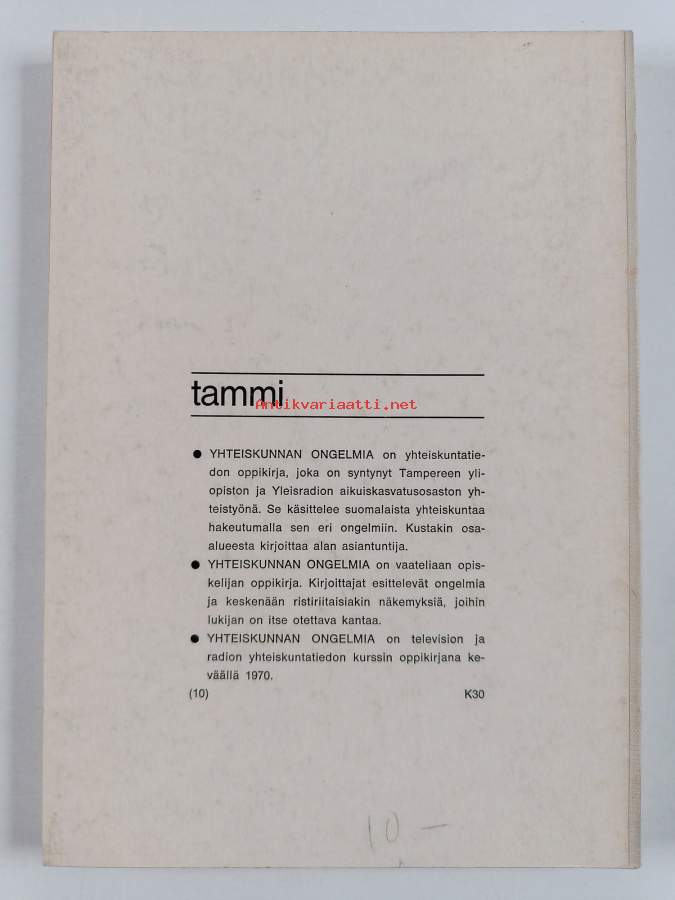 tammi
Antikvariaatti.net
● YHTEISKUNNAN ONGELMIA on yhteiskuntatie-
don oppikirja, joka on syntynyt Tampereen yli-
opiston ja Yleisradion aikuiskasvatusosaston yh-
teistyönä. Se käsittelee suomalaista yhteiskuntaa
hakeutumalla sen eri ongelmiin. Kustakin osa-
alueesta kirjoittaa alan asiantuntija.
● YHTEISKUNNAN ONGELMIA on vaateliaan opis-
kelijan oppikirja. Kirjoittajat esittelevät ongelmia
ja keskenään ristiriitaisiakin näkemyksiä, joihin
lukijan on itse otettava kantaa.
● YHTEISKUNNAN ONGELMIA on television ja
radion yhteiskuntatiedon kurssin oppikirjana ke-
väällä 1970.
(10) K30
10 —